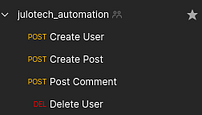 julotech_automation
POST Create User
POST Create Post
POST Post Comment
DEL Delete User